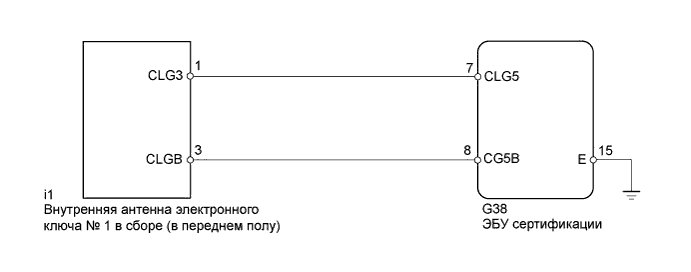 CLG3 1 7 CLG5
CLGB 3 8 CG5B E 15
i1
Внутренняя антенна электронного
ключа № 1 в сборе (в переднем полу)
G38
ЭБУ сертификации